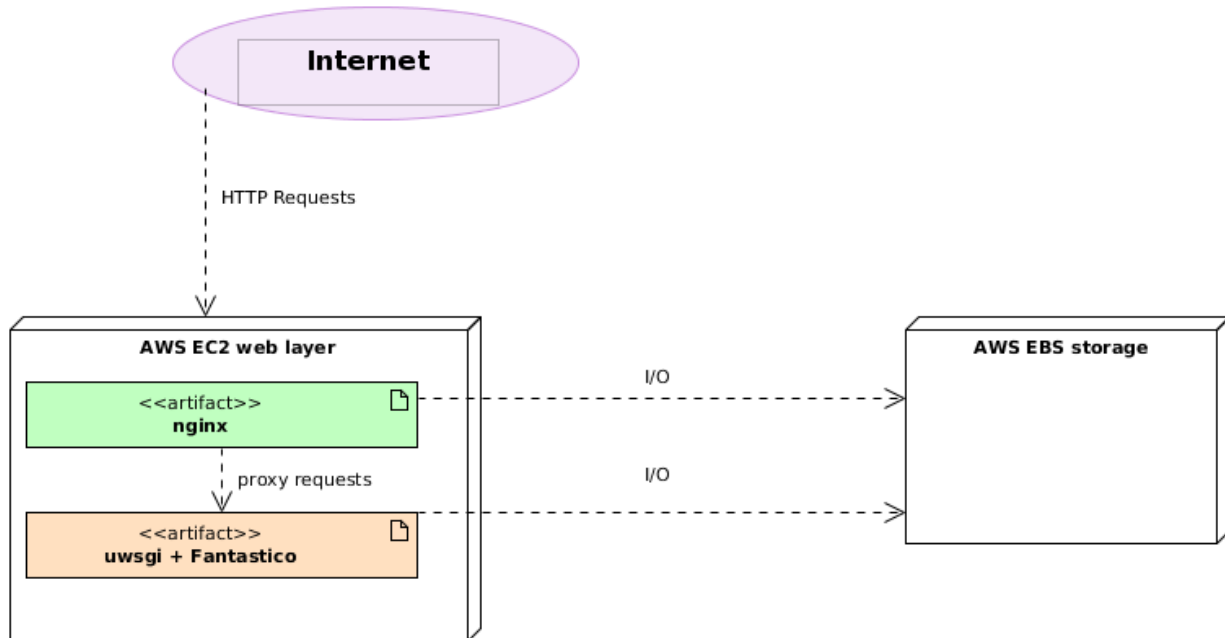 Internet
HTTP Requests
AWS EC2 web layer
AWS EBS storage
<<artifact>>
nginx
I/O
proxy requests
I/O
<<artifact>>
uwsgi + Fantastico